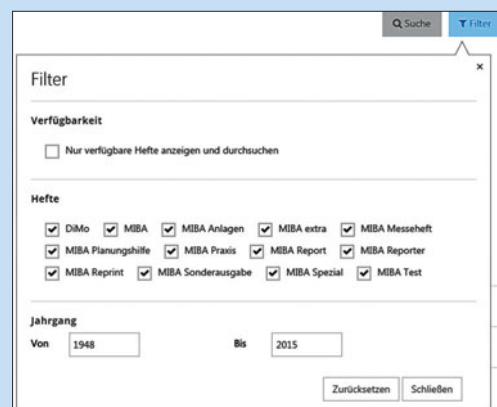 Suche Filter
Filter
Verfügbarkeit
Nur verfügbare Hefte anzeigen und durchsuchen
Hefte
DiMo MIBA MIBA Anlagen MIBA extra MIBA Messeheft
MIBA Planungshilfe MIBA Praxis MIBA Report MIBA Reporter
MIBA Reprint MIBA Sonderausgabe MIBA Spezial MIBA Test
Jahrgang
Von 1948 Bis 2015
Zurücksetzen Schließen